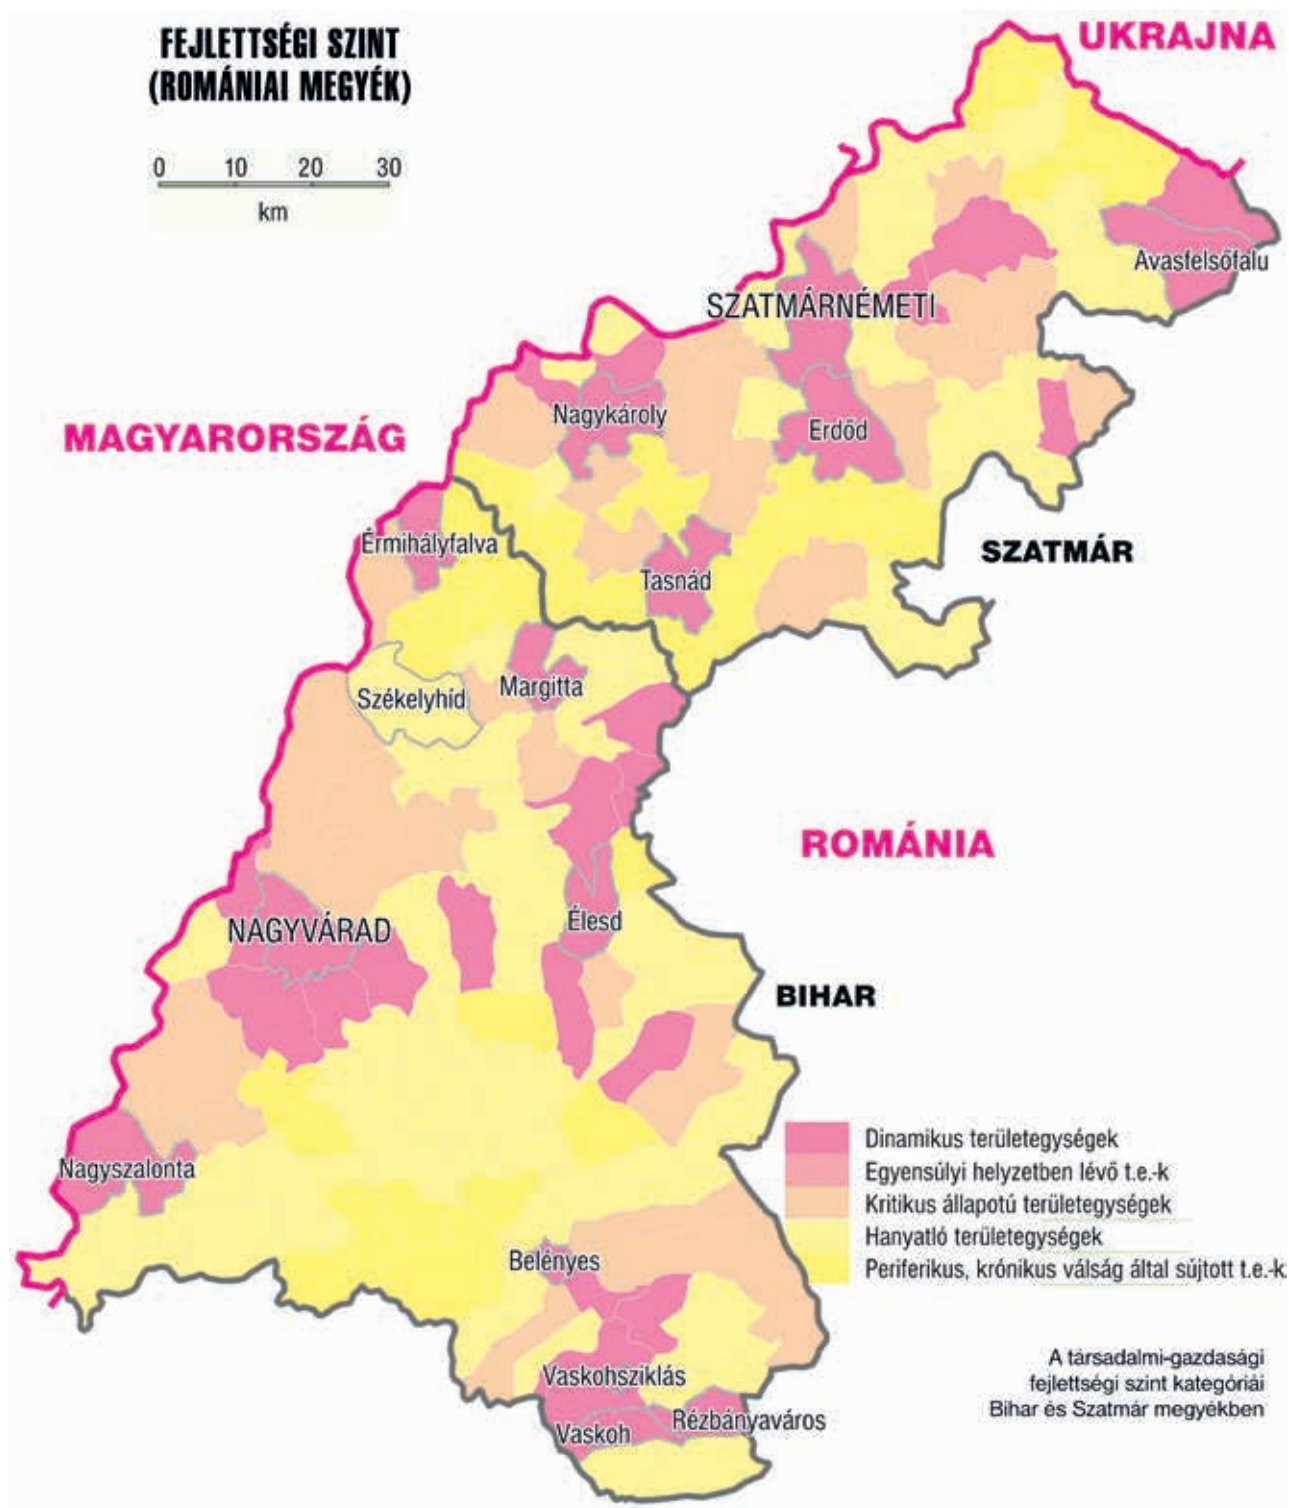 FEJLETTSÉGI SZINT
(ROMÁNIAI MEGYÉK)
0 10 20 30
km
UKRAJNA
Avasfelsőfalu
SZATMÁRNÉMETI
MAGYARORSZÁG
Nagykároly
Erdőd
Érmihályfalva
SZATMÁR
Tasnád
Székelyhíd
Margitta
ROMÁNIA
NAGYVÁRAD
Élesd
BIHAR
Nagyszalonta
Dinamikus területegységek
Egyensúlyi helyzetben lévő t.e.-k
Kritikus állapotú területegységek
Hanyatló területegységek
Periferikus, krónikus válság által sújtott t.e.-k
Belényes
Vaskohsziklás
Vaskoh
Rézbányaváros
A társadalmi-gazdasági
fejlettségi szint kategóriái
Bihar és Szatmár megyékben